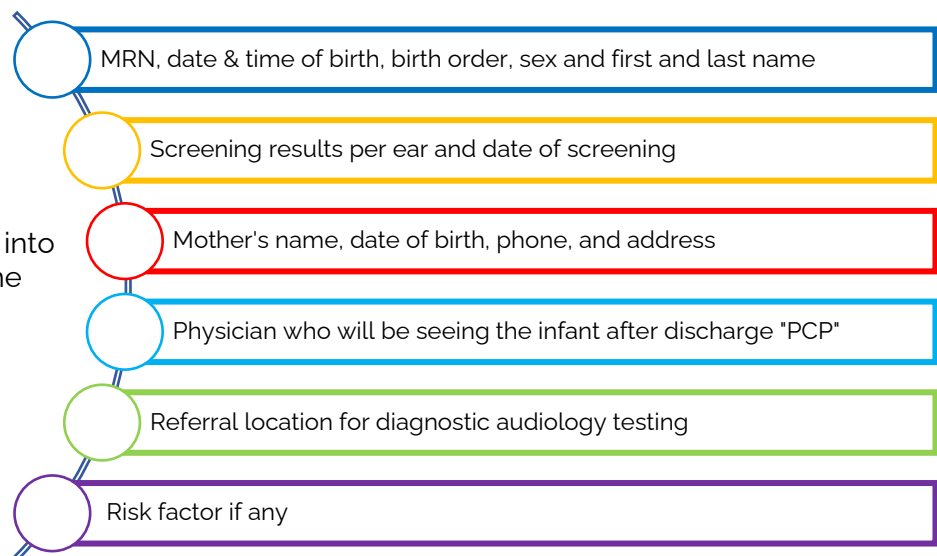 MRN, date & time of birth, birth order, sex and first and last name
Screening results per ear and date of screening
into
Mother's name, date of birth, phone, and address
Physician who will be seeing the infant after discharge "PCP"
Referral location for diagnostic audiology testing
Risk factor if any